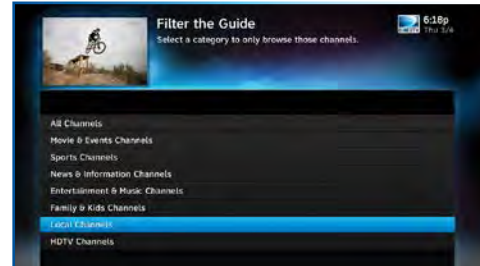 Filter the Guide
Select a category to only browse those channels.
6:18p
Thu 3/6
All Channels
Movie & Events Channels
Sports Channels
News & Information Channels
Entertainment & Music Channels
Family & Kids Channels
Local Channels
HDTV Channels